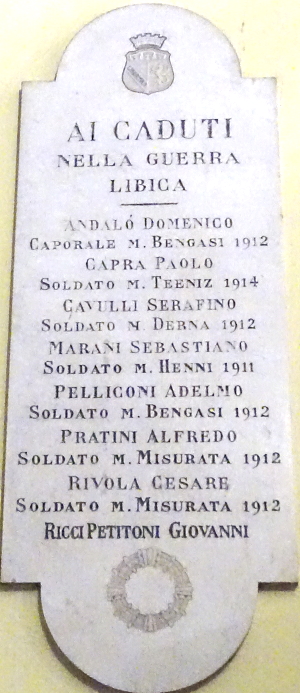 AI CADUTI
NELLA GUERRA
LIBICA
ANDALÓ DOMENICO
CAPORALE M. BENGASI 1912
CAPRA PAOLO
SOLDATO M. TEENIZ 1914
CAVULLI SERAFINO
SOLDATO M. DERNA 1912
MARANI SEBASTIANO
SOLDATO M. HENNI 1911
PELLICONI ADELMO
SOLDATO M. BENGASI 1912
PRATINI ALFREDO
SOLDATO M. MISURATA 1912
RIVOLA CESARE
SOLDATO M. MISURATA 1912
RICCI PETITONI GIOVANNI